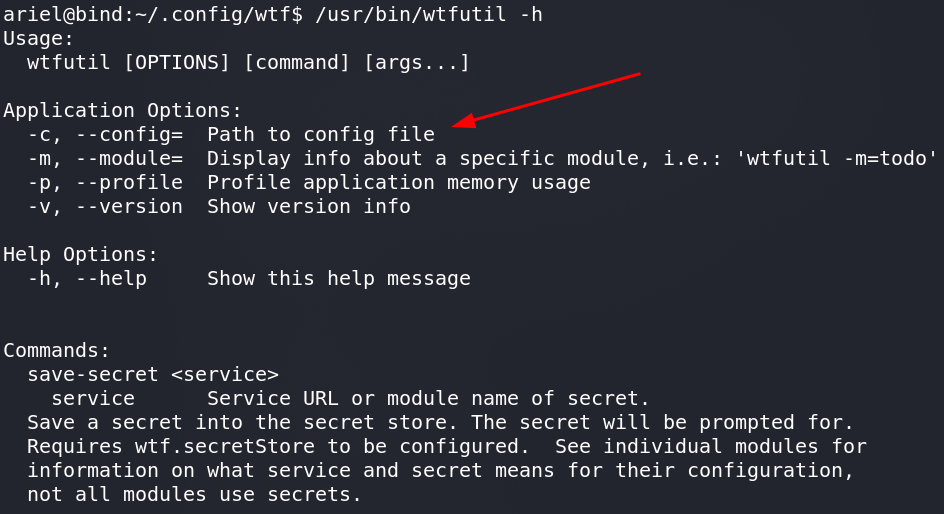 ariel@bind:~/.config/wtf$ /usr/bin/wtfutil -h
Usage:
  wtfutil [OPTIONS] [command] [args...]

Application Options:
  -c, --config=  Path to config file
  -m, --module=  Display info about a specific module, i.e.: 'wtfutil -m=todo'
  -p, --profile  Profile application memory usage
  -v, --version  Show version info

Help Options:
  -h, --help     Show this help message


Commands:
  save-secret <service>
    service      Service URL or module name of secret.
  Save a secret into the secret store. The secret will be prompted for.
  Requires wtf.secretStore to be configured.  See individual modules for
  information on what service and secret means for their configuration,
  not all modules use secrets.